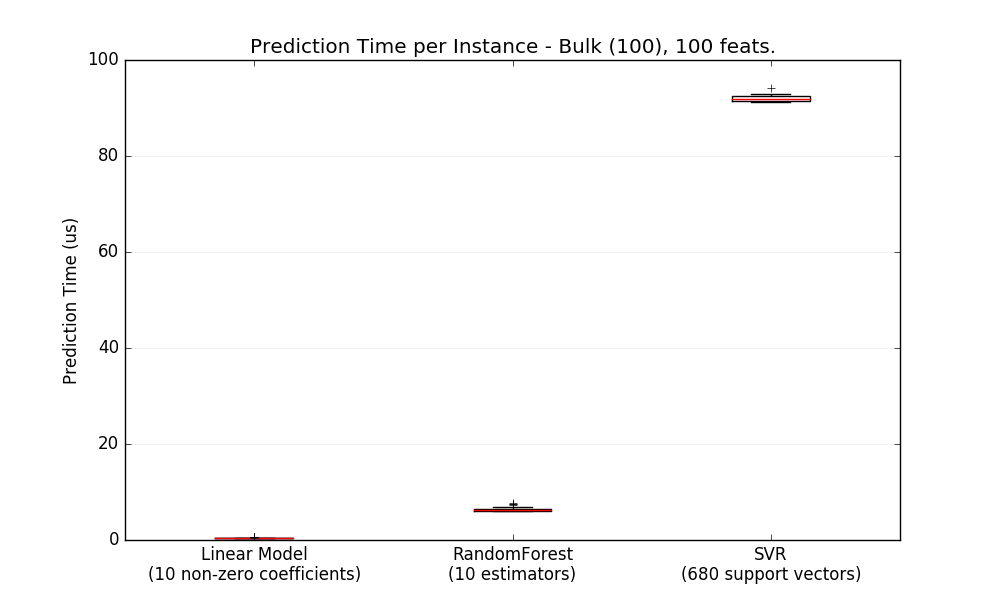 Prediction Time per Instance - Bulk (100), 100 feats.
100
80
60
40
20
0
Prediction Time (us)
Linear Model
(10 non-zero coefficients)
RandomForest
(10 estimators)
SVR
(680 support vectors)